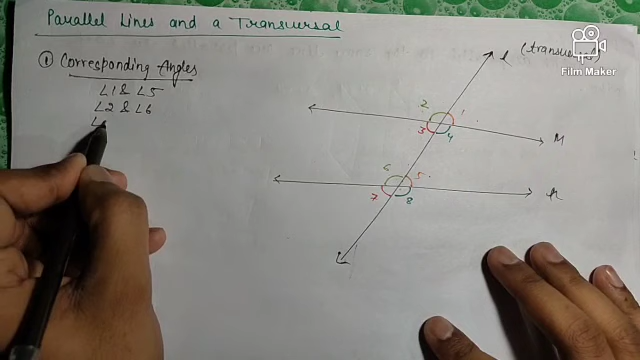 Parallel Lines and a Transversal
① Corresponding Angles
∠1 & ∠5
∠2 & ∠6
∠
l (transversal)
Film Maker
2 1
3 4
M
6 5
7 8
n